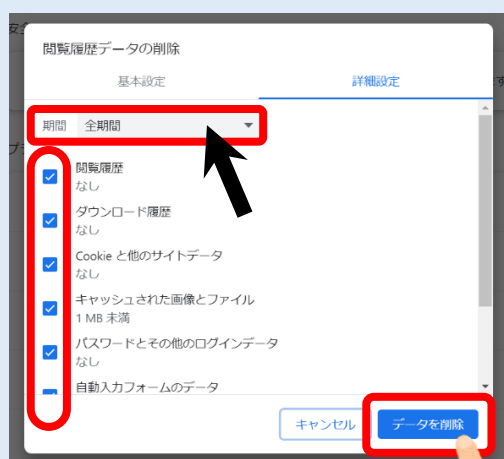 閲覧履歴データの削除
基本設定 詳細設定
期間 全期間
閲覧履歴
なし
ダウンロード履歴
なし
Cookie と他のサイトデータ
なし
キャッシュされた画像とファイル
1 MB 未満
パスワードとその他のログインデータ
なし
自動入力フォームのデータ
キャンセル データを削除